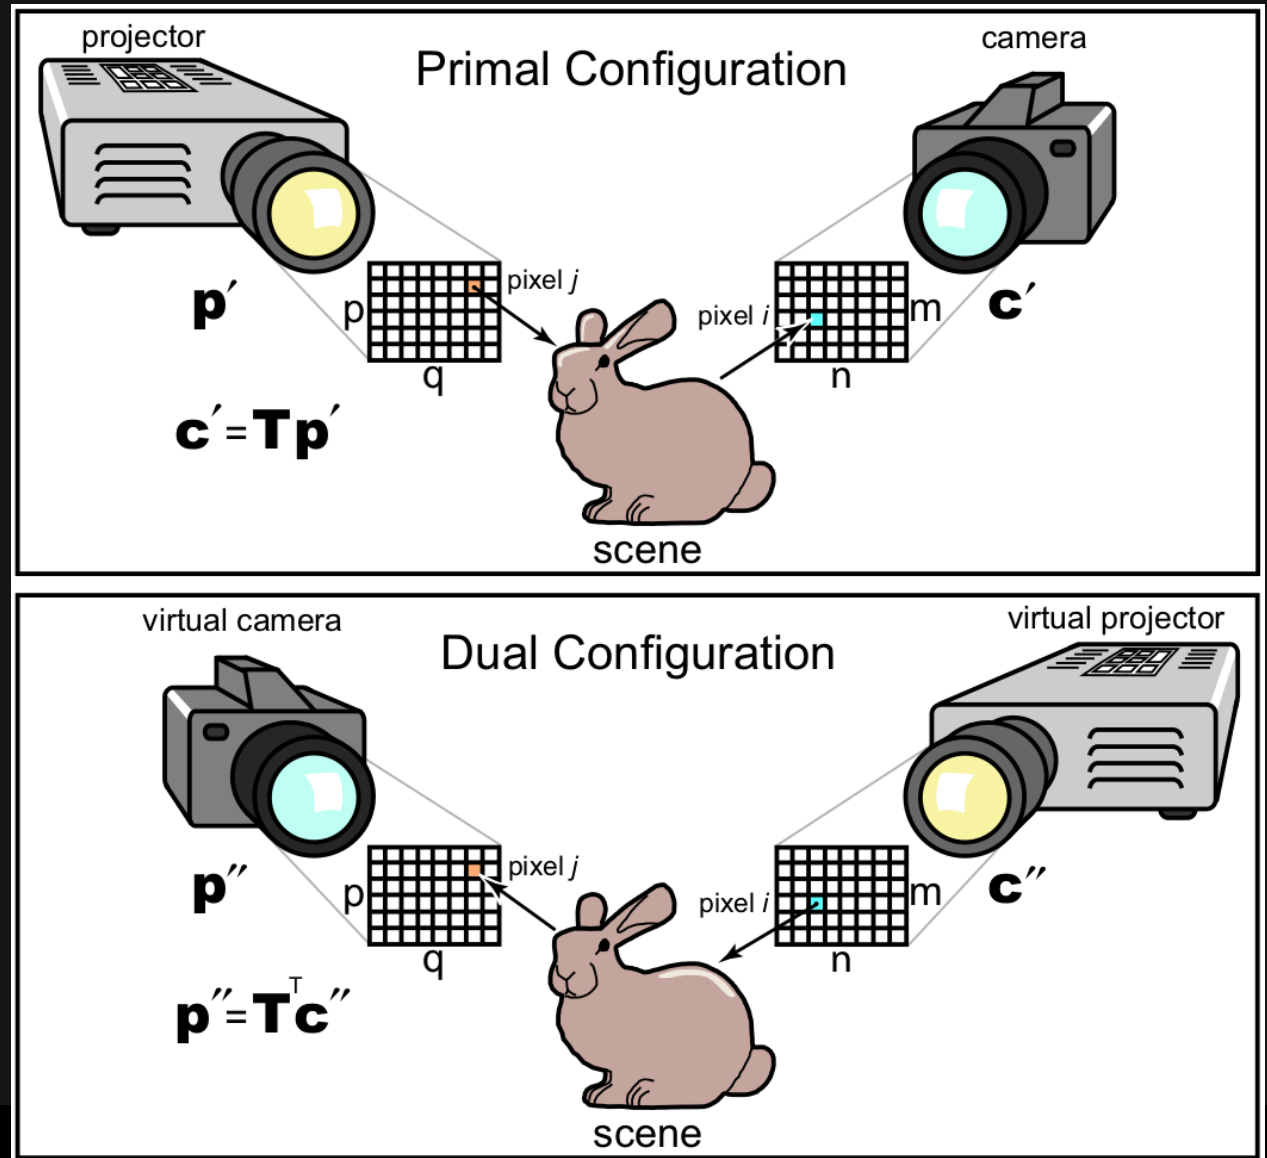 projector
camera
Primal Configuration
p′
p
q
pixel j
pixel i
m
n
c′
c′=Tp′
scene
virtual camera
virtual projector
Dual Configuration
p″
p
q
pixel j
pixel i
m
n
c″
p″=Tᵀc″
scene